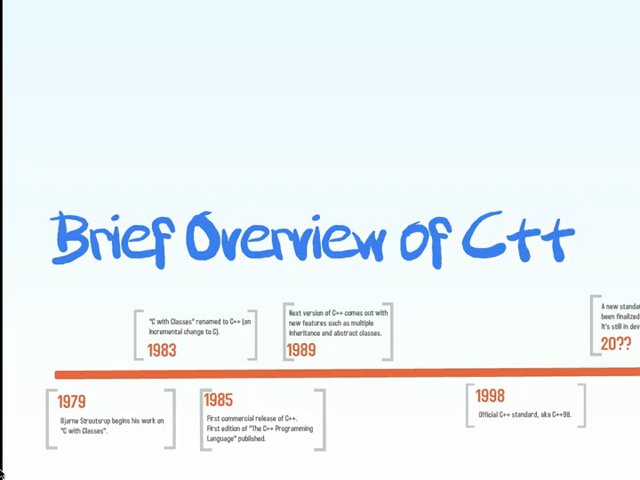 Brief Overview of C++
"C with Classes" renamed to C++ (an
incremental change to C).
1983
Next version of C++ comes out with
new features such as multiple
inheritance and abstract classes.
1989
A new standa
been finalized
It's still in dev
20??
1979
Bjarne Stroutsrup begins his work on
"C with Classes".
1985
First commercial release of C++.
First edition of "The C++ Programming
Language" published.
1998
Official C++ standard, aka C++98.